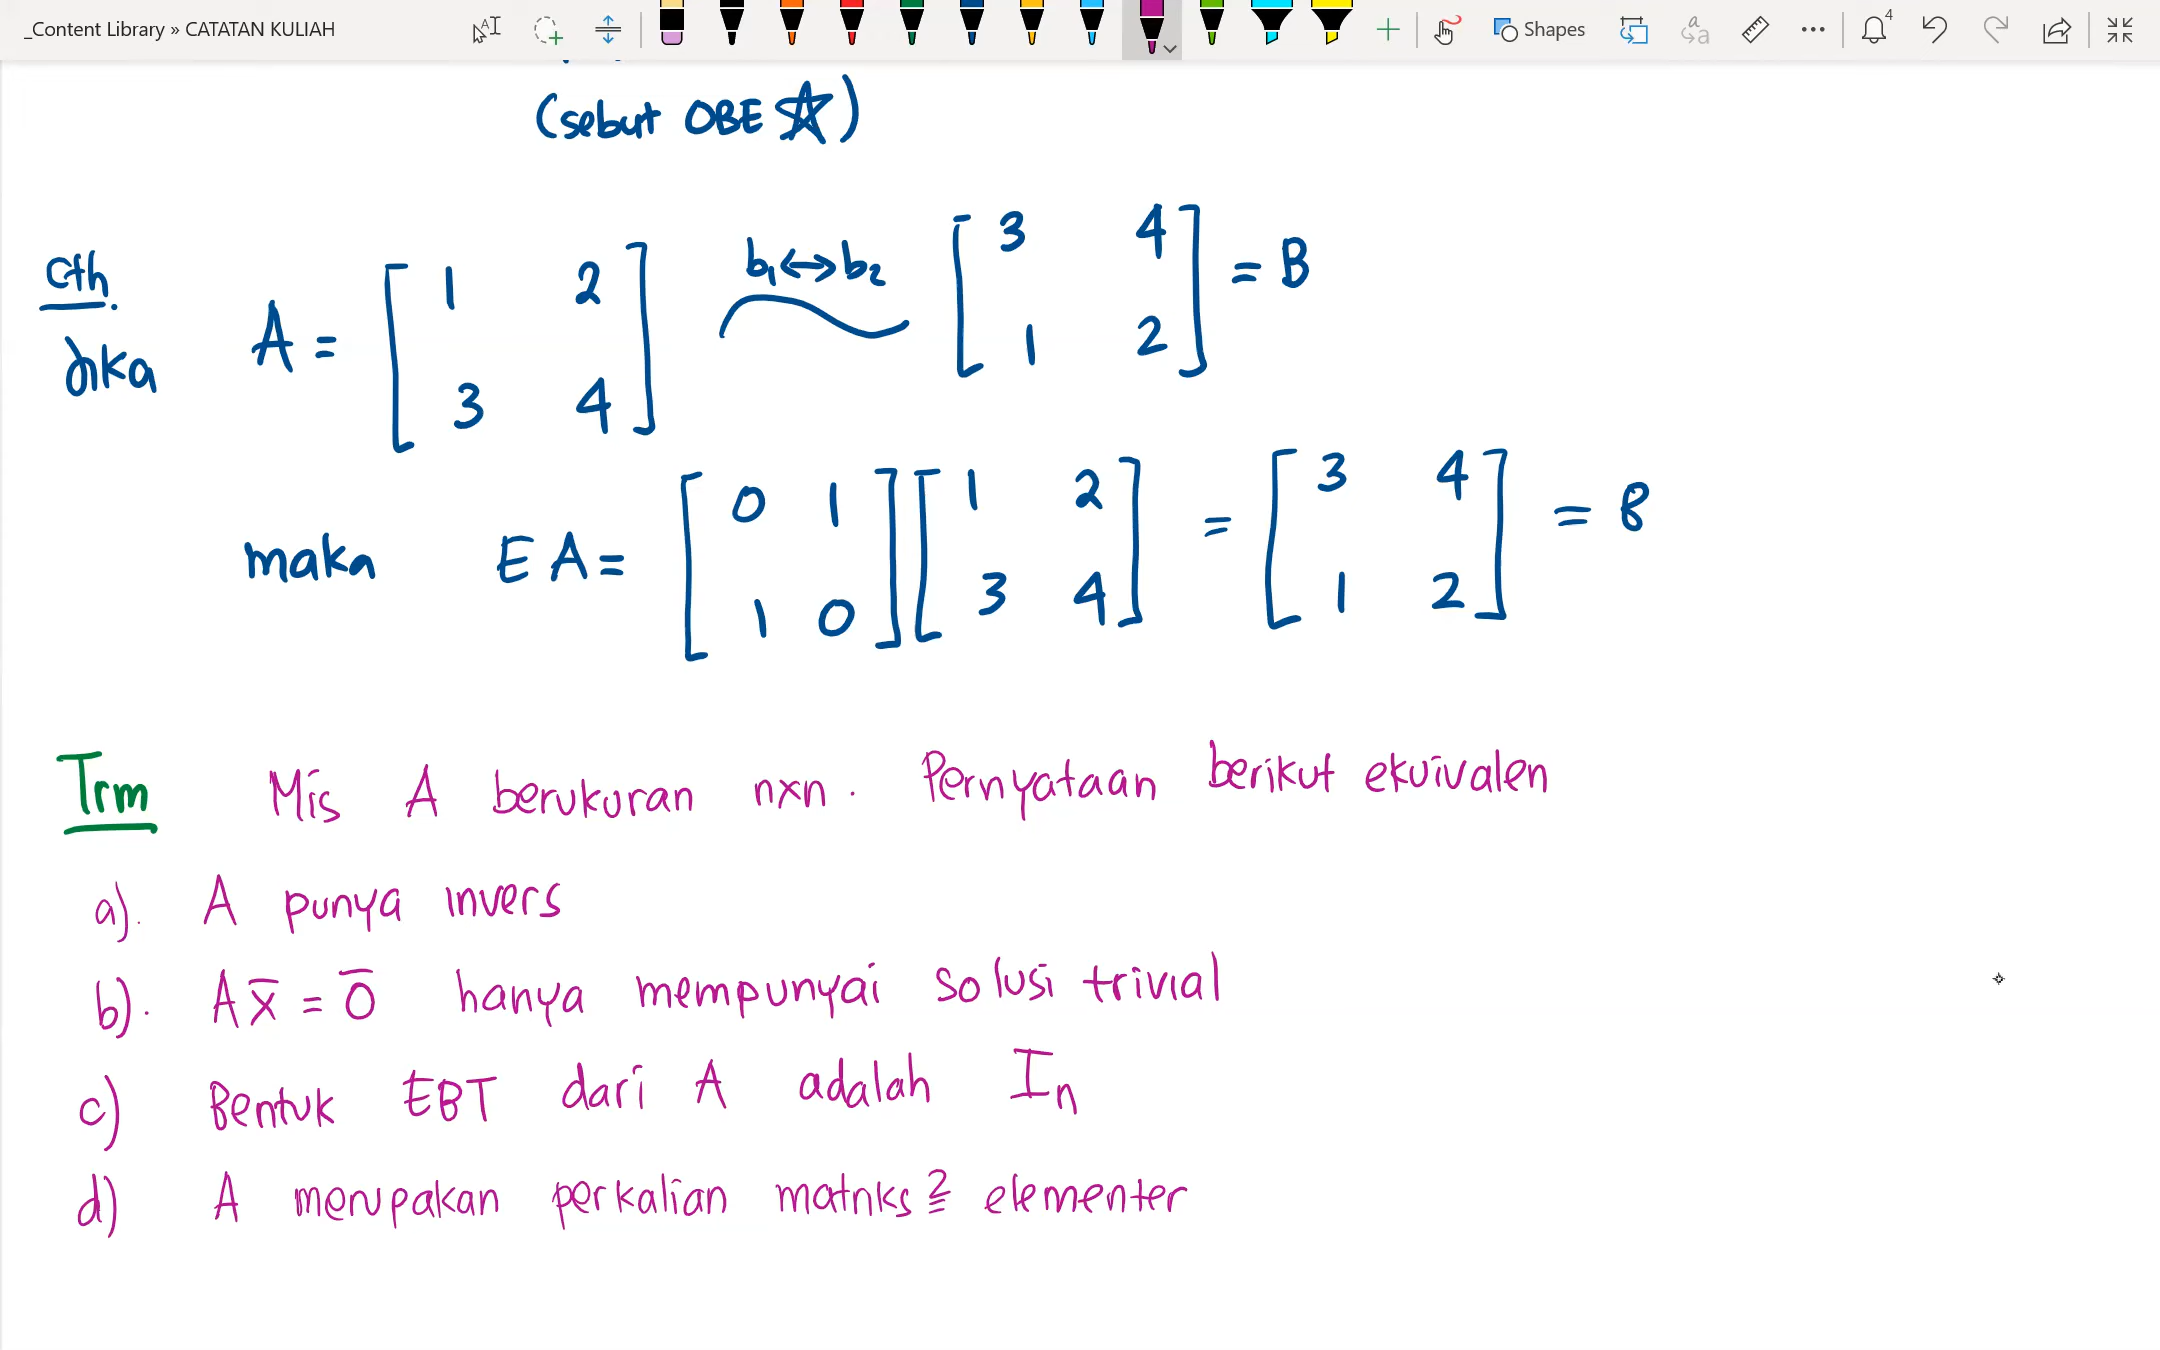 _Content Library » CATATAN KULIAH
Shapes
4
(sebut OBE ☆)
Cth.
Jika A = [1 2; 3 4] b₁↔b₂ [3 4; 1 2] = B
maka EA = [0 1; 1 0] [1 2; 3 4] = [3 4; 1 2] = B
Trm Mis A berukuran nxn. Pernyataan berikut ekuivalen
a). A punya invers
b). Ax̄ = 0̄ hanya mempunyai solusi trivial
c) Bentuk EBT dari A adalah Iₙ
d) A merupakan perkalian matriks² elementer